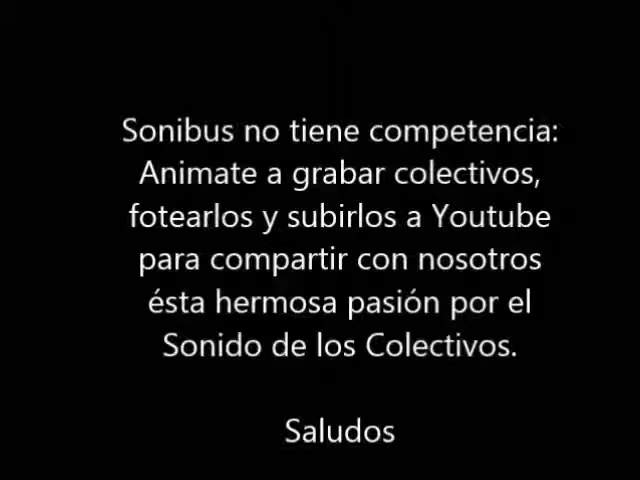 Sonibus no tiene competencia:
Animate a grabar colectivos,
fotearlos y subirlos a Youtube
para compartir con nosotros
ésta hermosa pasión por el
Sonido de los Colectivos.
Saludos